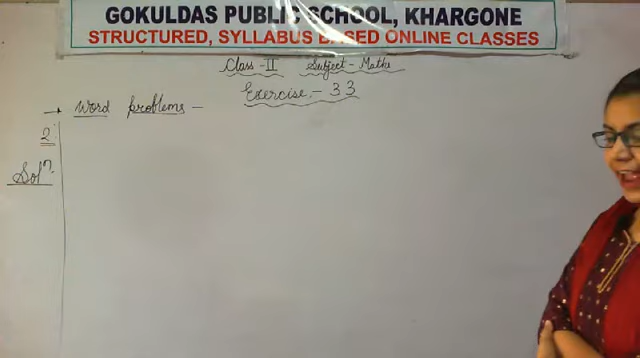 GOKULDAS PUBLIC SCHOOL, KHARGONE
STRUCTURED, SYLLABUS BASED ONLINE CLASSES
Class - II Subject - Maths
Exercise - 33
→ Word problems -
2
Solⁿ.